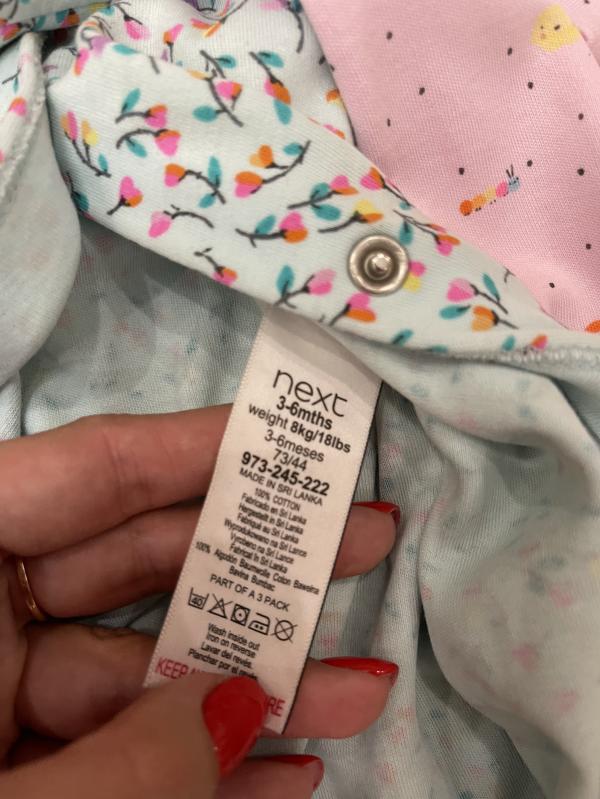 next
3-6mths
weight 8kg/18lbs
3-6meses
73/44
973-245-222
MADE IN SRI LANKA
100% COTTON
Fabricado en Sri Lanka
Hergestellt in Sri Lanka
Fabriqué au Sri Lanka
Wyprodukowano na Sri Lance
Vyrobeno na Sri Lance
Fabricat în Sri Lanka
100% Algodón Baumwolle Coton Bawełna
Bavlna Bumbac
PART OF A 3 PACK
40
Wash inside out
Iron on reverse
Lavar del revés.
Planchar por el revés.
KEEP RE